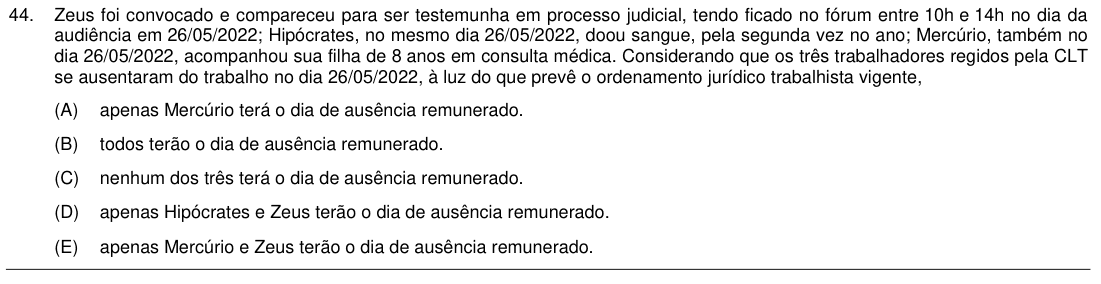 44. Zeus foi convocado e compareceu para ser testemunha em processo judicial, tendo ficado no fórum entre 10h e 14h no dia da
audiência em 26/05/2022; Hipócrates, no mesmo dia 26/05/2022, doou sangue, pela segunda vez no ano; Mercúrio, também no
dia 26/05/2022, acompanhou sua filha de 8 anos em consulta médica. Considerando que os três trabalhadores regidos pela CLT
se ausentaram do trabalho no dia 26/05/2022, à luz do que prevê o ordenamento jurídico trabalhista vigente,
(A) apenas Mercúrio terá o dia de ausência remunerado.
(B) todos terão o dia de ausência remunerado.
(C) nenhum dos três terá o dia de ausência remunerado.
(D) apenas Hipócrates e Zeus terão o dia de ausência remunerado.
(E) apenas Mercúrio e Zeus terão o dia de ausência remunerado.